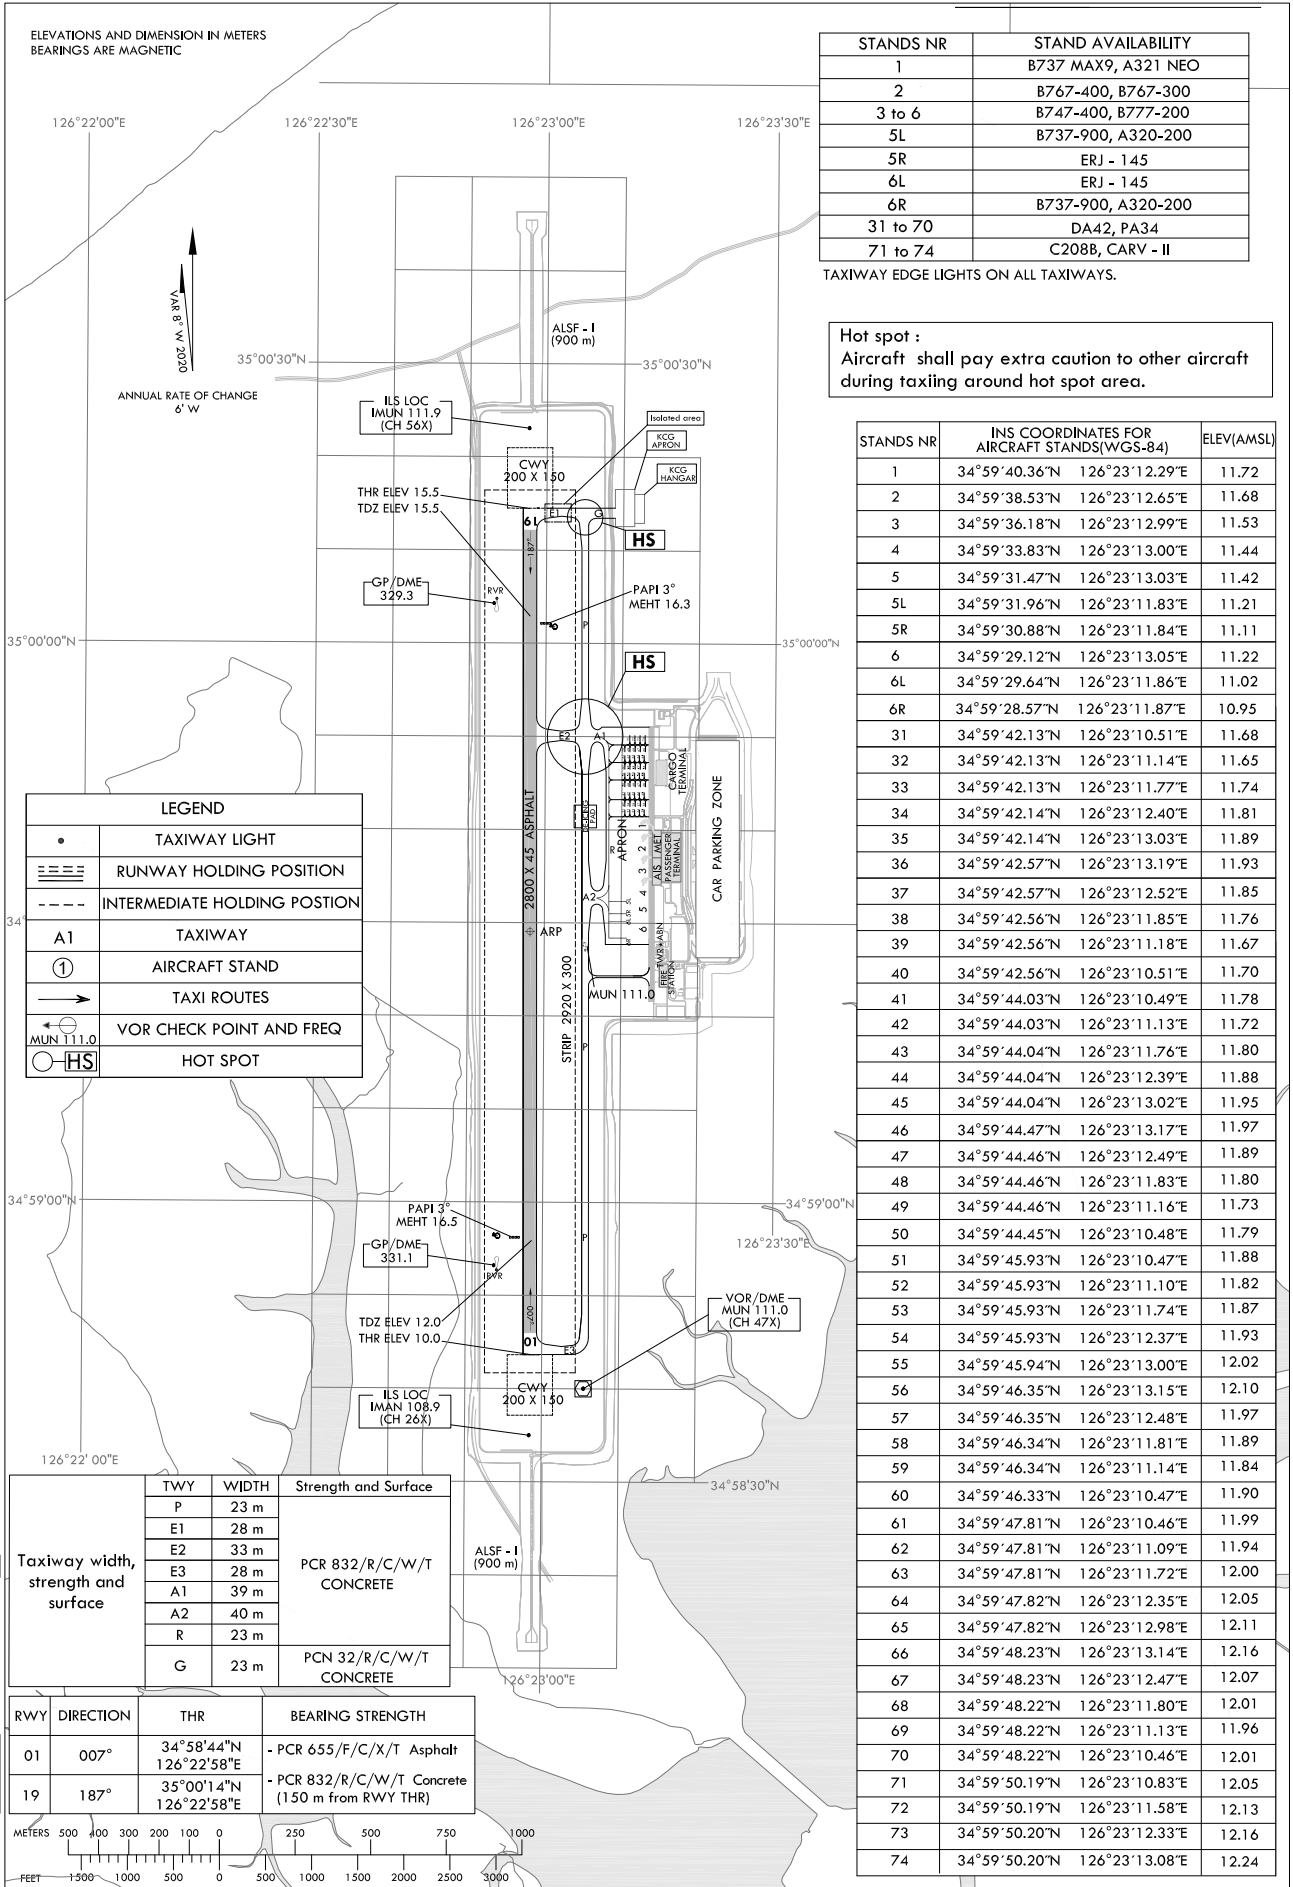 ELEVATIONS AND DIMENSION IN METERS
BEARINGS ARE MAGNETIC
STANDS NR STAND AVAILABILITY
1 B737 MAX9, A321 NEO
2 B767-400, B767-300
3 to 6 B747-400, B777-200
5L B737-900, A320-200
5R ERJ - 145
6L ERJ - 145
6R B737-900, A320-200
31 to 70 DA42, PA34
71 to 74 C208B, CARV - II
TAXIWAY EDGE LIGHTS ON ALL TAXIWAYS.
Hot spot :
Aircraft shall pay extra caution to other aircraft
during taxiing around hot spot area.
126°22'00"E 126°22'30"E 126°23'00"E 126°23'30"E
VAR 8° W 2020
ANNUAL RATE OF CHANGE
6' W
ALSF - I
(900 m)
35°00'30"N 35°00'30"N
ILS LOC
IMUN 111.9
(CH 56X)
Isolated area
KCG
APRON
KCG
HANGAR
CWY
200 X 150
THR ELEV 15.5
TDZ ELEV 15.5
E1 G
HS
187°
GP/DME
329.3
RVR
PAPI 3°
MEHT 16.3
P
35°00'00"N 35°00'00"N
HS
E2 A1
CARGO
TERMINAL
CAR PARKING ZONE
APRON
R
1
2
3
4
5
6
AIS MET
PASSENGER
TERMINAL
A2
2800 X 45 ASPHALT
ARP
FIRE
STATION
TWR
ABN
MUN 111.0
STRIP 2920 X 300
P
LEGEND
TAXIWAY LIGHT
RUNWAY HOLDING POSITION
INTERMEDIATE HOLDING POSTION
A1 TAXIWAY
1 AIRCRAFT STAND
TAXI ROUTES
MUN 111.0 VOR CHECK POINT AND FREQ
HS HOT SPOT
34°59'00"N 34°59'00"N
PAPI 3°
MEHT 16.5
P
126°23'30"E
GP/DME
331.1
RVR
TDZ ELEV 12.0
THR ELEV 10.0
007°
01
E3
VOR/DME
MUN 111.0
(CH 47X)
CWY
200 X 150
ILS LOC
IMAN 108.9
(CH 26X)
126°22' 00"E
34°58'30"N
ALSF - I
(900 m)
126°23'00"E
TWY WIDTH Strength and Surface
Taxiway width,
strength and
surface
P 23 m
E1 28 m
E2 33 m
E3 28 m
A1 39 m
A2 40 m
R 23 m
PCR 832/R/C/W/T
CONCRETE
G 23 m PCN 32/R/C/W/T
CONCRETE
RWY DIRECTION THR BEARING STRENGTH
01 007° 34°58'44"N
126°22'58"E
19 187° 35°00'14"N
126°22'58"E
- PCR 655/F/C/X/T Asphalt
- PCR 832/R/C/W/T Concrete
(150 m from RWY THR)
METERS 500 400 300 200 100 0 250 500 750 1000
FEET 1500 1000 500 0 500 1000 1500 2000 2500 3000
STANDS NR INS COORDINATES FOR
AIRCRAFT STANDS(WGS-84) ELEV(AMSL)
1 34°59´40.36˝N 126°23´12.29˝E 11.72
2 34°59´38.53˝N 126°23´12.65˝E 11.68
3 34°59´36.18˝N 126°23´12.99˝E 11.53
4 34°59´33.83˝N 126°23´13.00˝E 11.44
5 34°59´31.47˝N 126°23´13.03˝E 11.42
5L 34°59´31.96˝N 126°23´11.83˝E 11.21
5R 34°59´30.88˝N 126°23´11.84˝E 11.11
6 34°59´29.12˝N 126°23´13.05˝E 11.22
6L 34°59´29.64˝N 126°23´11.86˝E 11.02
6R 34°59´28.57˝N 126°23´11.87˝E 10.95
31 34°59´42.13˝N 126°23´10.51˝E 11.68
32 34°59´42.13˝N 126°23´11.14˝E 11.65
33 34°59´42.13˝N 126°23´11.77˝E 11.74
34 34°59´42.14˝N 126°23´12.40˝E 11.81
35 34°59´42.14˝N 126°23´13.03˝E 11.89
36 34°59´42.57˝N 126°23´13.19˝E 11.93
37 34°59´42.57˝N 126°23´12.52˝E 11.85
38 34°59´42.56˝N 126°23´11.85˝E 11.76
39 34°59´42.56˝N 126°23´11.18˝E 11.67
40 34°59´42.56˝N 126°23´10.51˝E 11.70
41 34°59´44.03˝N 126°23´10.49˝E 11.78
42 34°59´44.03˝N 126°23´11.13˝E 11.72
43 34°59´44.04˝N 126°23´11.76˝E 11.80
44 34°59´44.04˝N 126°23´12.39˝E 11.88
45 34°59´44.04˝N 126°23´13.02˝E 11.95
46 34°59´44.47˝N 126°23´13.17˝E 11.97
47 34°59´44.46˝N 126°23´12.49˝E 11.89
48 34°59´44.46˝N 126°23´11.83˝E 11.80
49 34°59´44.46˝N 126°23´11.16˝E 11.73
50 34°59´44.45˝N 126°23´10.48˝E 11.79
51 34°59´45.93˝N 126°23´10.47˝E 11.88
52 34°59´45.93˝N 126°23´11.10˝E 11.82
53 34°59´45.93˝N 126°23´11.74˝E 11.87
54 34°59´45.93˝N 126°23´12.37˝E 11.93
55 34°59´45.94˝N 126°23´13.00˝E 12.02
56 34°59´46.35˝N 126°23´13.15˝E 12.10
57 34°59´46.35˝N 126°23´12.48˝E 11.97
58 34°59´46.34˝N 126°23´11.81˝E 11.89
59 34°59´46.34˝N 126°23´11.14˝E 11.84
60 34°59´46.33˝N 126°23´10.47˝E 11.90
61 34°59´47.81˝N 126°23´10.46˝E 11.99
62 34°59´47.81˝N 126°23´11.09˝E 11.94
63 34°59´47.81˝N 126°23´11.72˝E 12.00
64 34°59´47.82˝N 126°23´12.35˝E 12.05
65 34°59´47.82˝N 126°23´12.98˝E 12.11
66 34°59´48.23˝N 126°23´13.14˝E 12.16
67 34°59´48.23˝N 126°23´12.47˝E 12.07
68 34°59´48.22˝N 126°23´11.80˝E 12.01
69 34°59´48.22˝N 126°23´11.13˝E 11.96
70 34°59´48.22˝N 126°23´10.46˝E 12.01
71 34°59´50.19˝N 126°23´10.83˝E 12.05
72 34°59´50.19˝N 126°23´11.58˝E 12.13
73 34°59´50.20˝N 126°23´12.33˝E 12.16
74 34°59´50.20˝N 126°23´13.08˝E 12.24